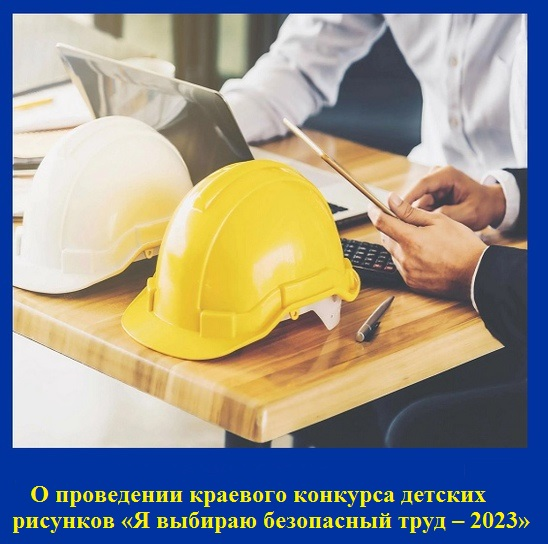 О проведении краевого конкурса детских
рисунков «Я выбираю безопасный труд – 2023»